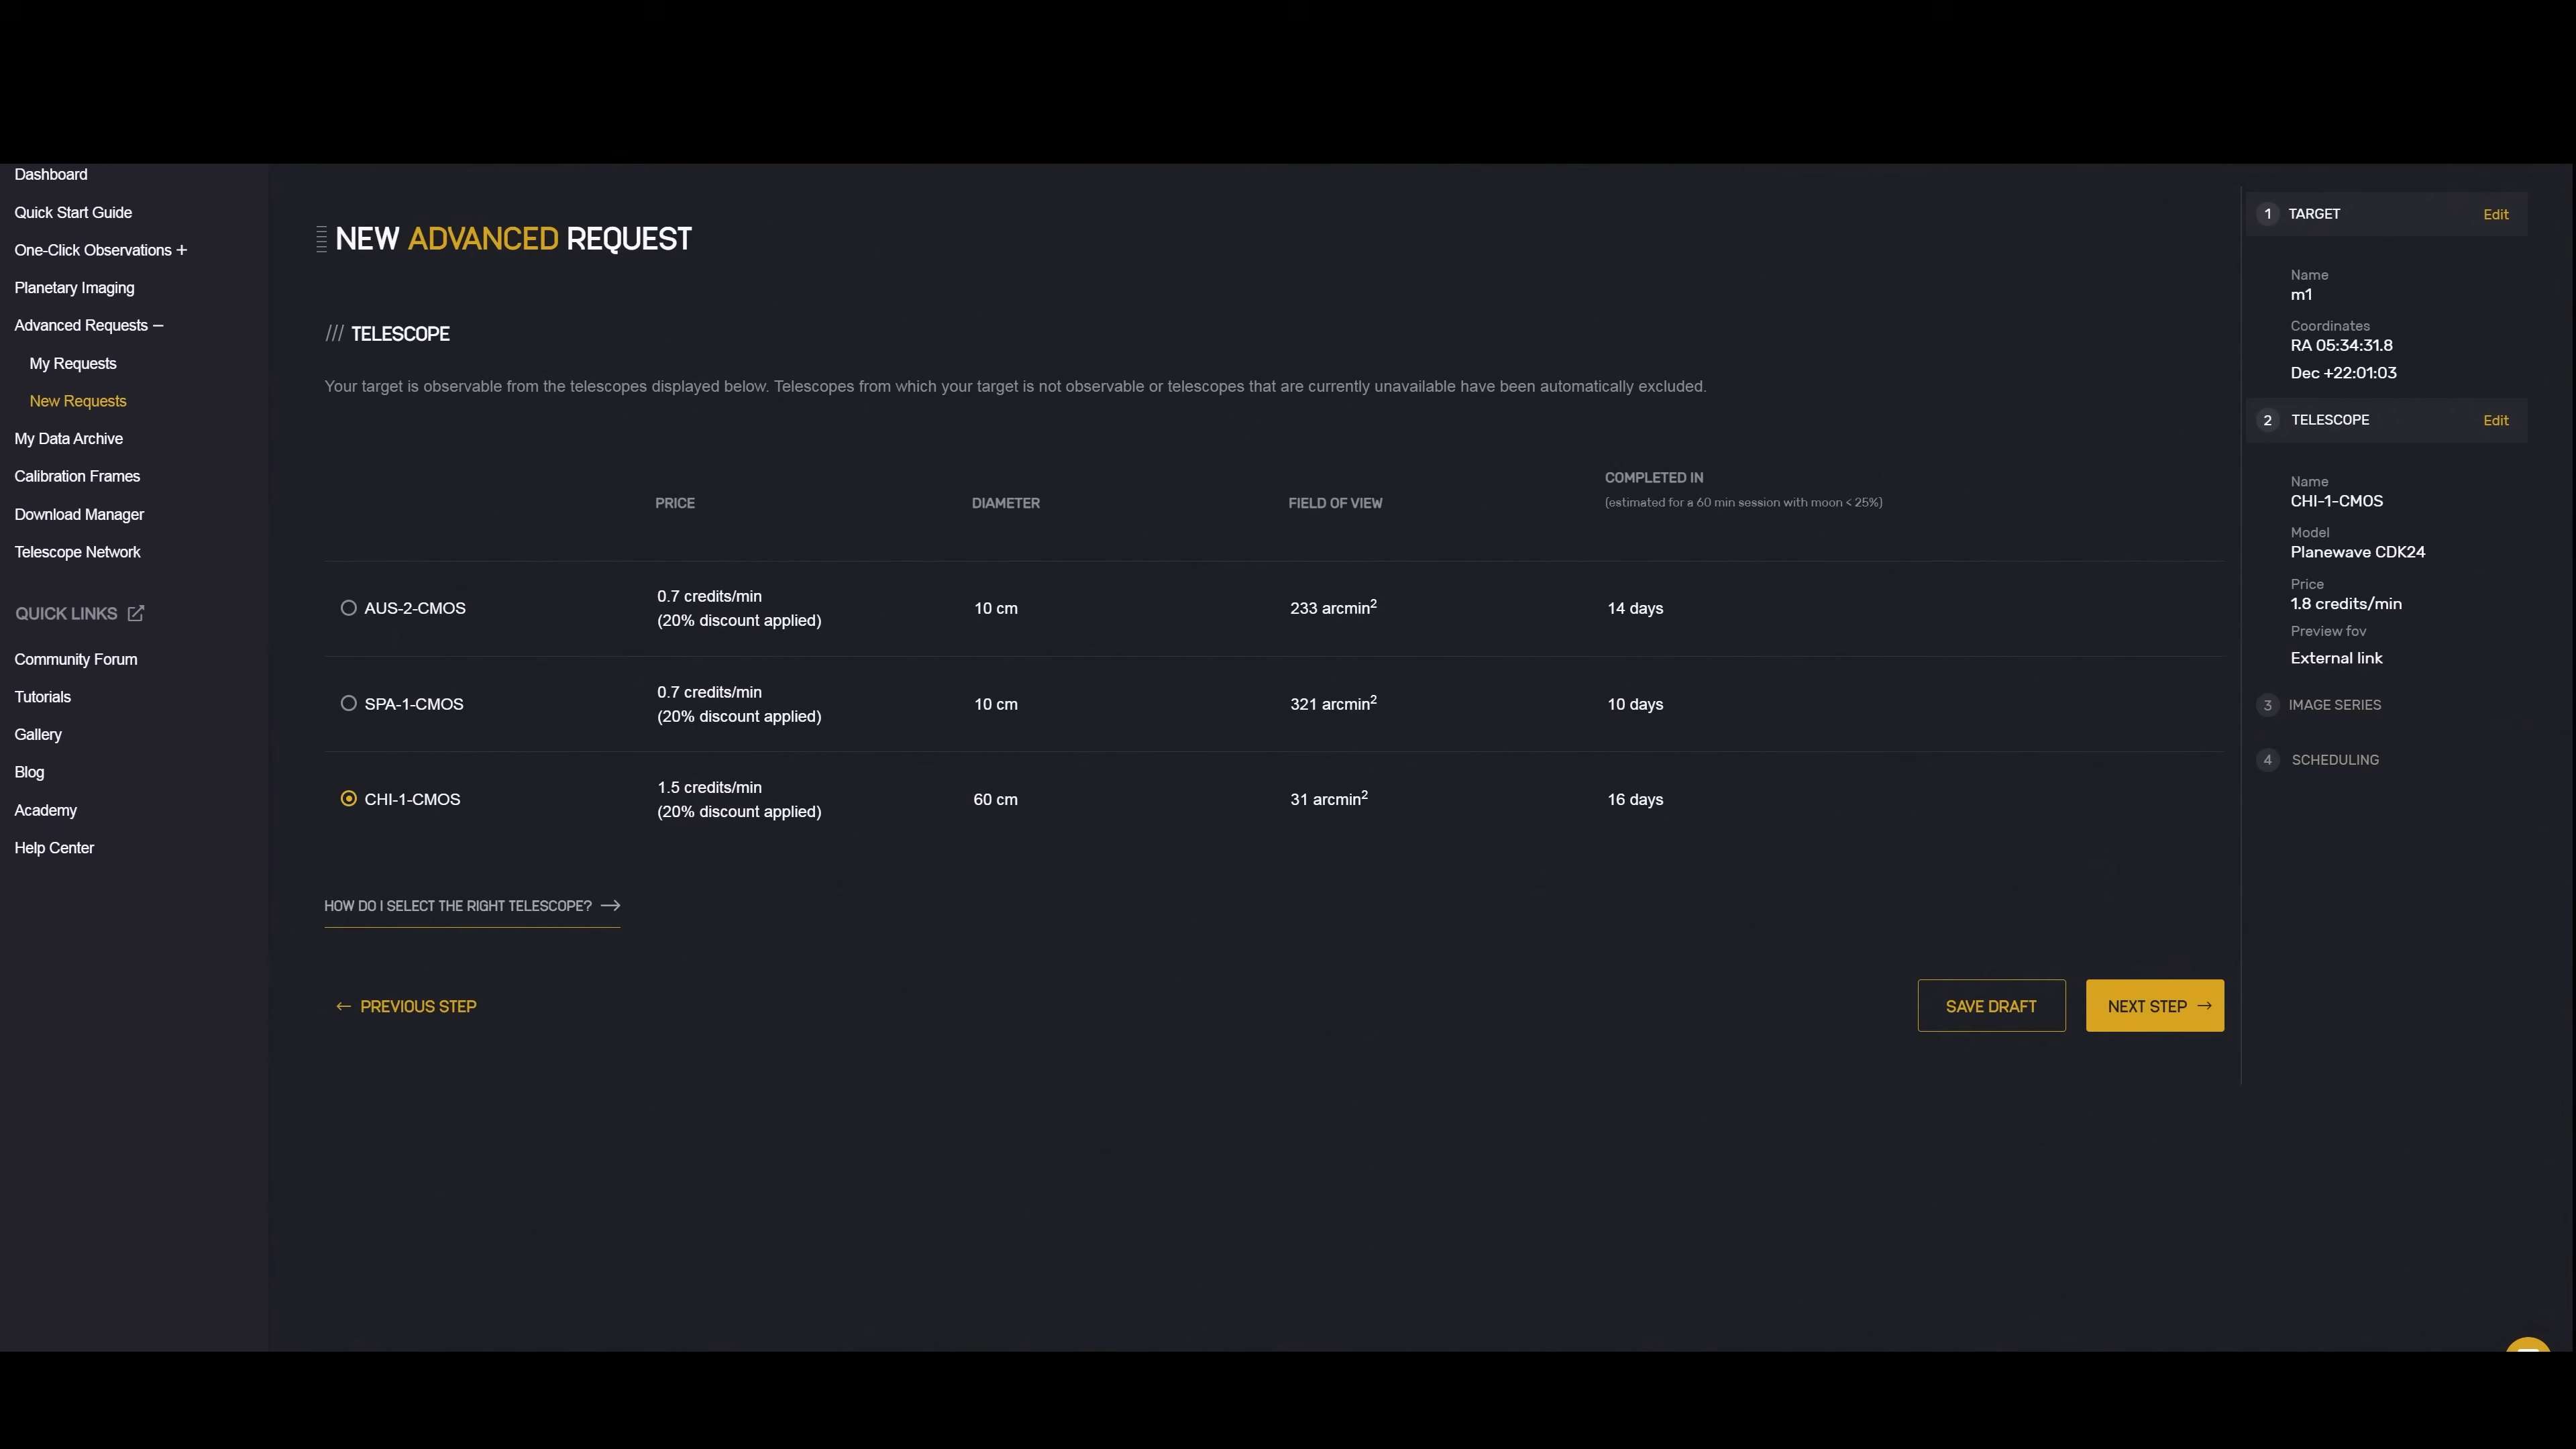 Dashboard
Quick Start Guide
One-Click Observations +
Planetary Imaging
Advanced Requests –
My Requests
New Requests
My Data Archive
Calibration Frames
Download Manager
Telescope Network
QUICK LINKS
Community Forum
Tutorials
Gallery
Blog
Academy
Help Center
NEW ADVANCED REQUEST
/// TELESCOPE
Your target is observable from the telescopes displayed below. Telescopes from which your target is not observable or telescopes that are currently unavailable have been automatically excluded.
PRICE DIAMETER FIELD OF VIEW COMPLETED IN
(estimated for a 60 min session with moon < 25%)
AUS-2-CMOS 0.7 credits/min (20% discount applied) 10 cm 233 arcmin² 14 days
SPA-1-CMOS 0.7 credits/min (20% discount applied) 10 cm 321 arcmin² 10 days
CHI-1-CMOS 1.5 credits/min (20% discount applied) 60 cm 31 arcmin² 16 days
HOW DO I SELECT THE RIGHT TELESCOPE? →
← PREVIOUS STEP
SAVE DRAFT
NEXT STEP →
1 TARGET Edit
Name
m1
Coordinates
RA 05:34:31.8
Dec +22:01:03
2 TELESCOPE Edit
Name
CHI-1-CMOS
Model
Planewave CDK24
Price
1.8 credits/min
Preview fov
External link
3 IMAGE SERIES
4 SCHEDULING